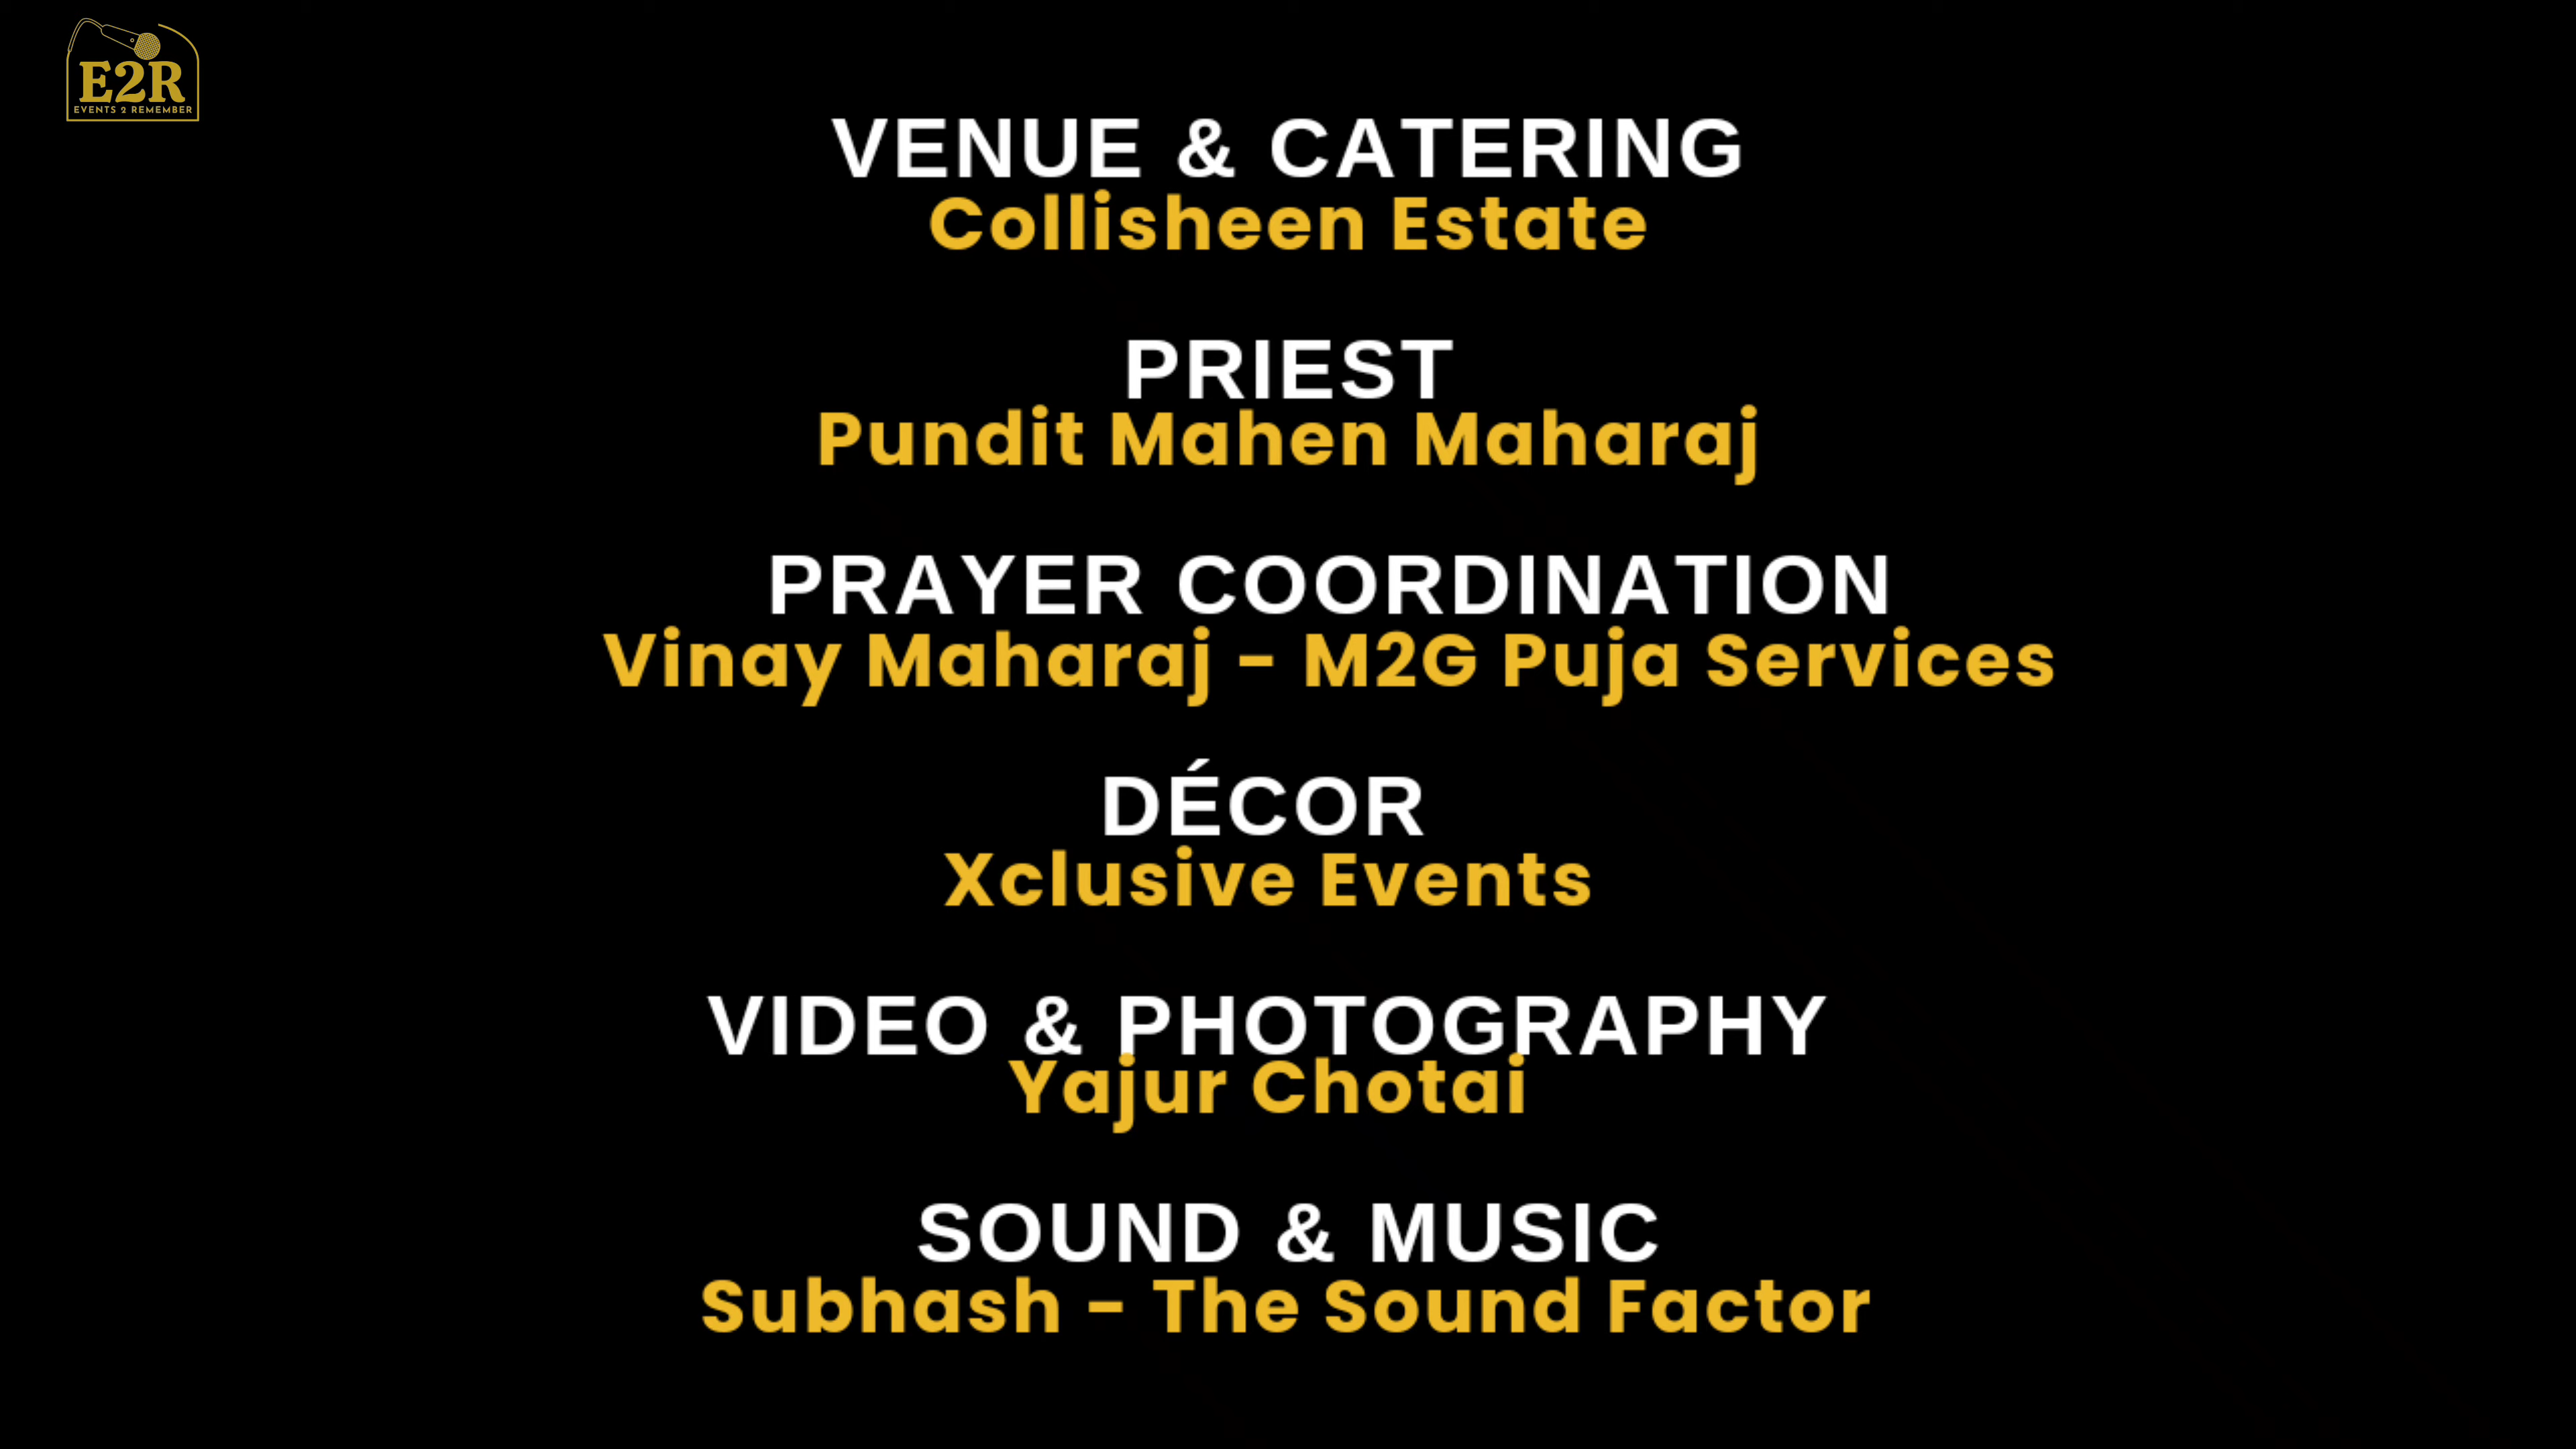 E2R
EVENTS 2 REMEMBER
VENUE & CATERING
Collisheen Estate
PRIEST
Pundit Mahen Maharaj
PRAYER COORDINATION
Vinay Maharaj - M2G Puja Services
DÉCOR
Xclusive Events
VIDEO & PHOTOGRAPHY
Yajur Chotai
SOUND & MUSIC
Subhash - The Sound Factor